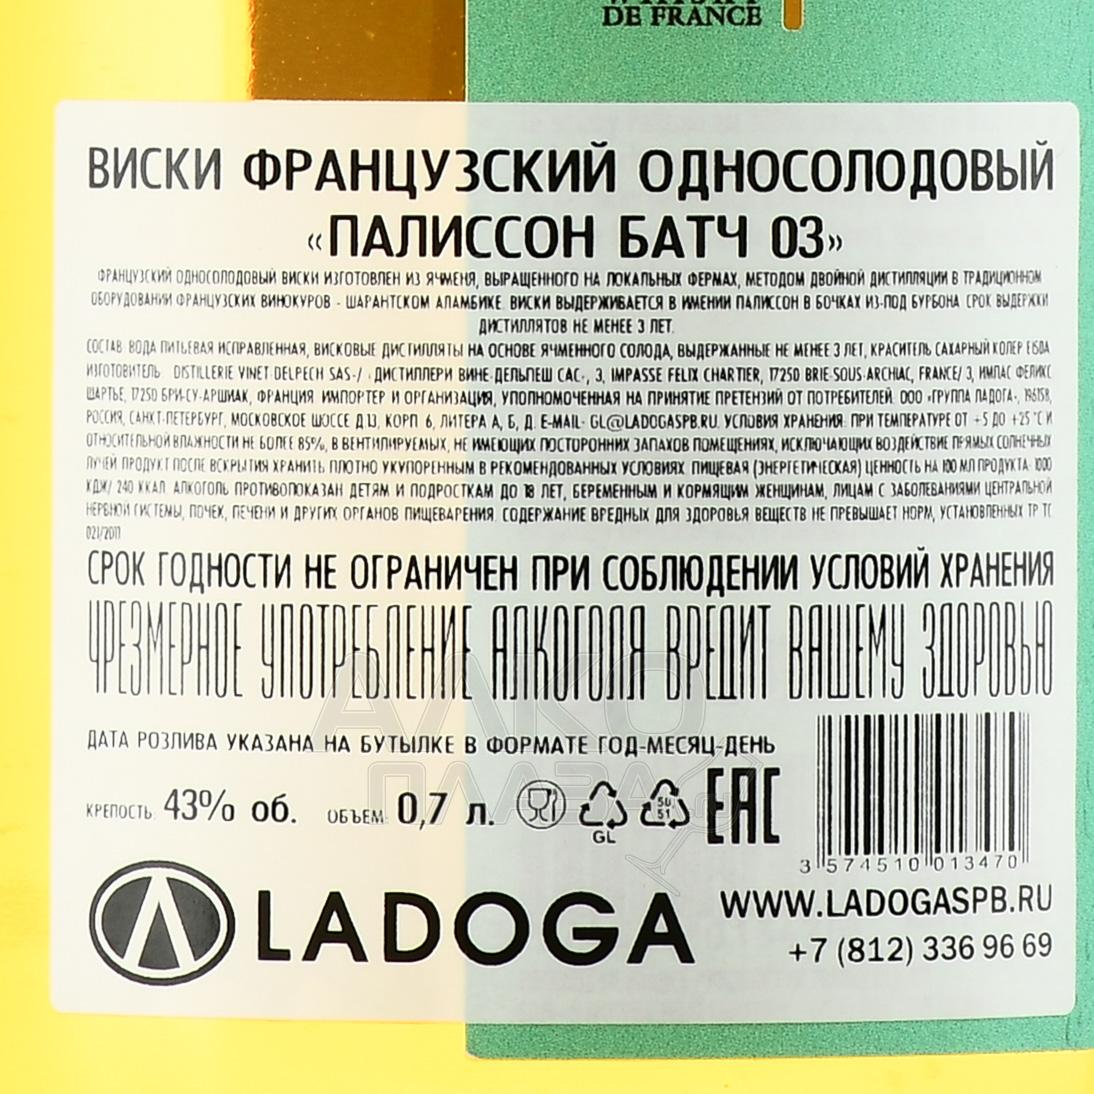 DE FRANCE
ВИСКИ ФРАНЦУЗСКИЙ ОДНОСОЛОДОВЫЙ
«ПАЛИССОН БАТЧ 03»
ФРАНЦУЗСКИЙ ОДНОСОЛОДОВЫЙ ВИСКИ ИЗГОТОВЛЕН ИЗ ЯЧМЕНЯ, ВЫРАЩЕННОГО НА ЛОКАЛЬНЫХ ФЕРМАХ, МЕТОДОМ ДВОЙНОЙ ДИСТИЛЛЯЦИИ В ТРАДИЦИОННОМ
ОБОРУДОВАНИИ ФРАНЦУЗСКИХ ВИНОКУРОВ - ШАРАНТСКОМ АЛАМБИКЕ. ВИСКИ ВЫДЕРЖИВАЕТСЯ В ИМЕНИИ ПАЛИССОН В БОЧКАХ ИЗ-ПОД БУРБОНА. СРОК ВЫДЕРЖКИ
ДИСТИЛЛЯТОВ НЕ МЕНЕЕ 3 ЛЕТ.
СОСТАВ: ВОДА ПИТЬЕВАЯ ИСПРАВЛЕННАЯ, ВИСКОВЫЕ ДИСТИЛЛЯТЫ НА ОСНОВЕ ЯЧМЕННОГО СОЛОДА, ВЫДЕРЖАННЫЕ НЕ МЕНЕЕ 3 ЛЕТ, КРАСИТЕЛЬ САХАРНЫЙ КОЛЕР E150A
ИЗГОТОВИТЕЛЬ: DISTILLERIE VINET DELPECH SAS-/ ДИСТИЛЛЕРИ ВИНЕ-ДЕЛЬПЕШ САС-, 3, IMPASSE FELIX CHARTIER, 17250 BRIE-SOUS-ARCHIAC, FRANCE/ 3, ИМПАС ФЕЛИКС
ШАРТЬЕ, 17250 БРИ-СУ-АРШИАК, ФРАНЦИЯ. ИМПОРТЕР И ОРГАНИЗАЦИЯ, УПОЛНОМОЧЕННАЯ НА ПРИНЯТИЕ ПРЕТЕНЗИЙ ОТ ПОТРЕБИТЕЛЕЙ: ООО «ГРУППА ЛАДОГА», 196158,
РОССИЯ, САНКТ-ПЕТЕРБУРГ, МОСКОВСКОЕ ШОССЕ Д.13, КОРП. 6, ЛИТЕРА А, Б, Д. E-MAIL- GL@LADOGASPB.RU. УСЛОВИЯ ХРАНЕНИЯ: ПРИ ТЕМПЕРАТУРЕ ОТ +5 ДО +25 °С И
ОТНОСИТЕЛЬНОЙ ВЛАЖНОСТИ НЕ БОЛЕЕ 85%, В ВЕНТИЛИРУЕМЫХ, НЕ ИМЕЮЩИХ ПОСТОРОННИХ ЗАПАХОВ ПОМЕЩЕНИЯХ, ИСКЛЮЧАЮЩИХ ВОЗДЕЙСТВИЕ ПРЯМЫХ СОЛНЕЧНЫХ
ЛУЧЕЙ. ПРОДУКТ ПОСЛЕ ВСКРЫТИЯ ХРАНИТЬ ПЛОТНО УКУПОРЕННЫМ В РЕКОМЕНДОВАННЫХ УСЛОВИЯХ. ПИЩЕВАЯ (ЭНЕРГЕТИЧЕСКАЯ) ЦЕННОСТЬ НА 100 МЛ ПРОДУКТА: 1000
КДЖ/ 240 ККАЛ. АЛКОГОЛЬ ПРОТИВОПОКАЗАН ДЕТЯМ И ПОДРОСТКАМ ДО 18 ЛЕТ, БЕРЕМЕННЫМ И КОРМЯЩИМ ЖЕНЩИНАМ, ЛИЦАМ С ЗАБОЛЕВАНИЯМИ ЦЕНТРАЛЬНОЙ
НЕРВНОЙ СИСТЕМЫ, ПОЧЕК, ПЕЧЕНИ И ДРУГИХ ОРГАНОВ ПИЩЕВАРЕНИЯ. СОДЕРЖАНИЕ ВРЕДНЫХ ДЛЯ ЗДОРОВЬЯ ВЕЩЕСТВ НЕ ПРЕВЫШАЕТ НОРМ, УСТАНОВЛЕННЫХ ТР ТС
021/2011
СРОК ГОДНОСТИ НЕ ОГРАНИЧЕН ПРИ СОБЛЮДЕНИИ УСЛОВИЙ ХРАНЕНИЯ
ЧРЕЗМЕРНОЕ УПОТРЕБЛЕНИЕ АЛКОГОЛЯ ВРЕДИТ ВАШЕМУ ЗДОРОВЬЮ
АЛКО
ПЛАЗА.ru
ДАТА РОЗЛИВА УКАЗАНА НА БУТЫЛКЕ В ФОРМАТЕ ГОД-МЕСЯЦ-ДЕНЬ
КРЕПОСТЬ: 43% об. ОБЪЕМ: 0,7 л.
GL
50
51
EAC
3 574510 013470
LADOGA
WWW.LADOGASPB.RU
+7 (812) 336 96 69